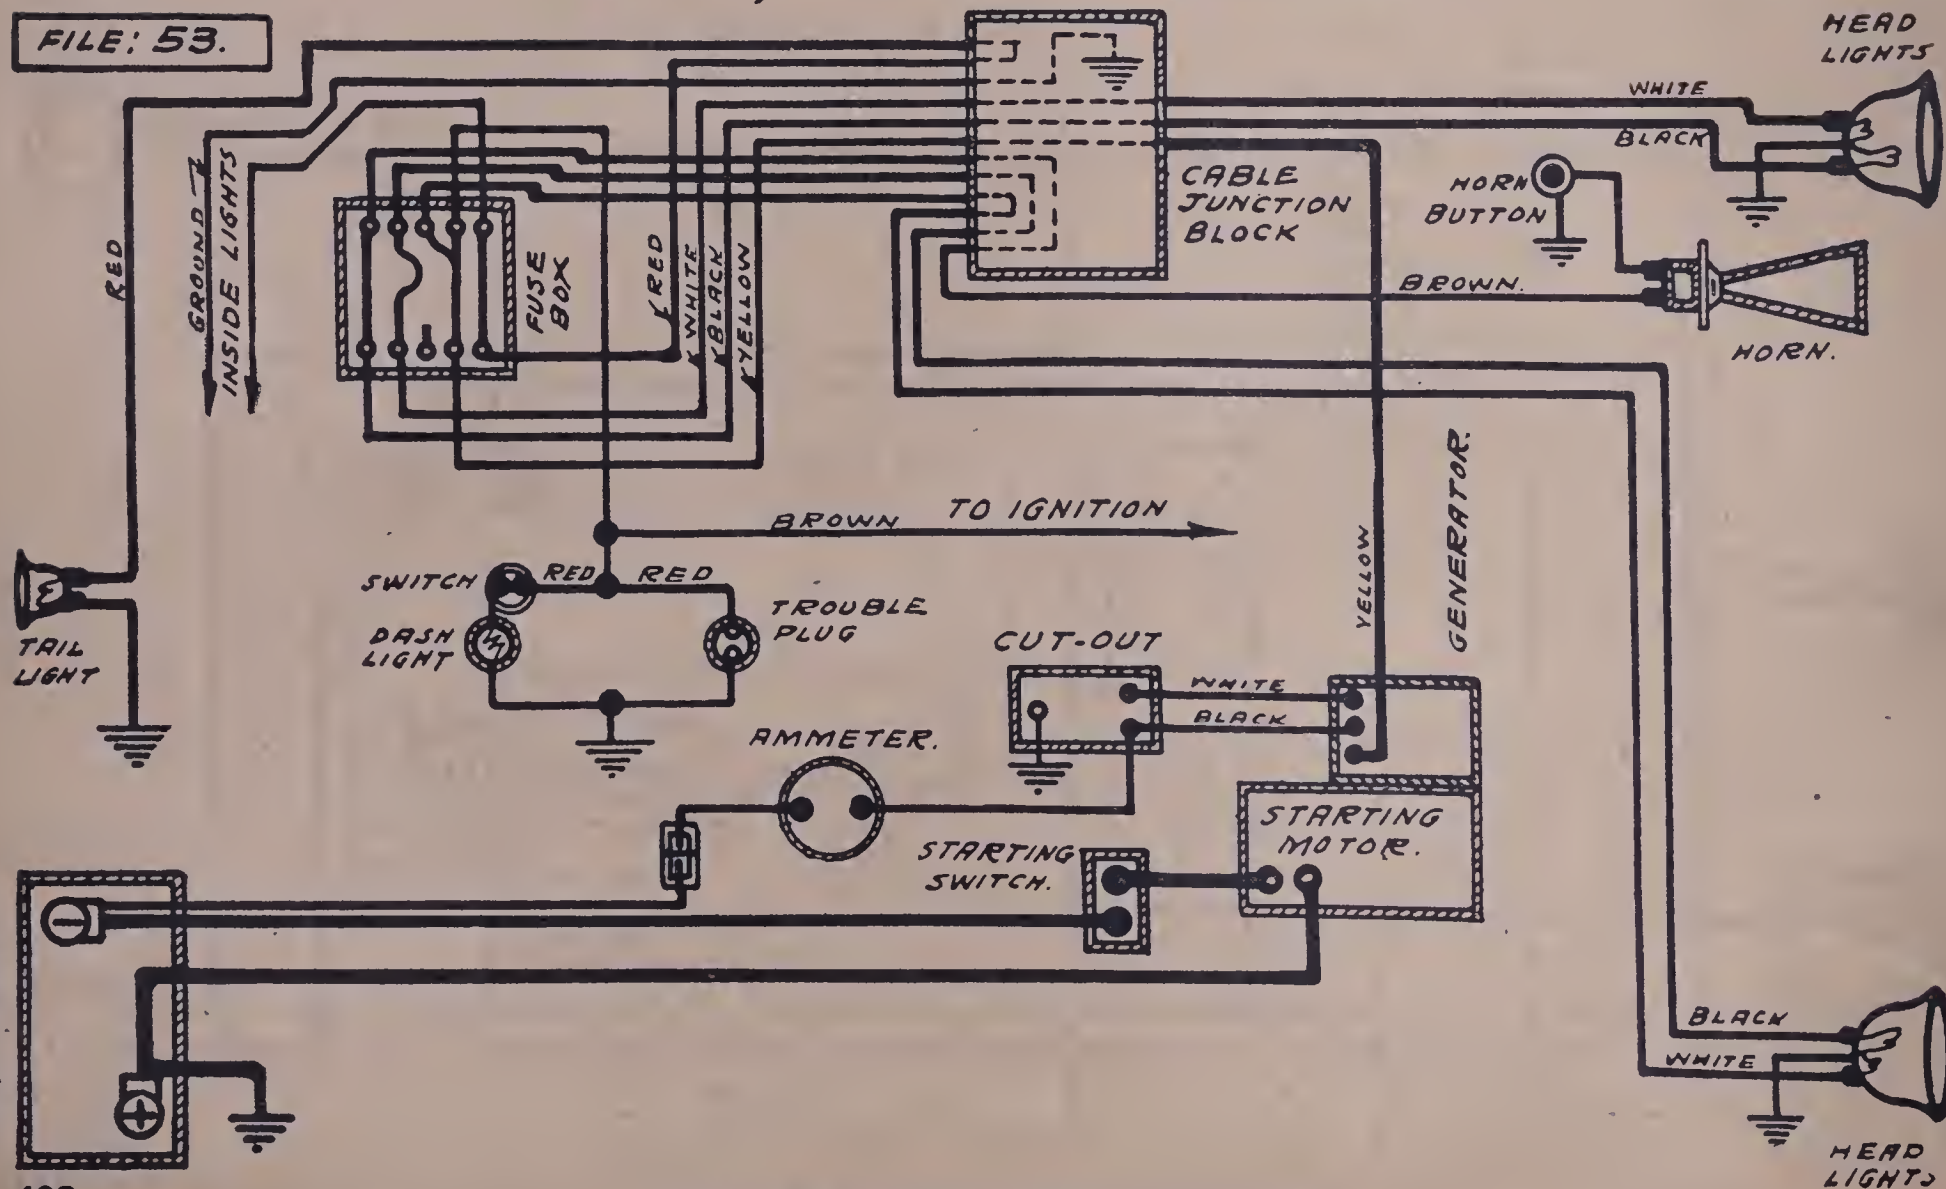 FILE: 53.
HEAD
LIGHTS
WHITE
BLACK
CABLE
JUNCTION
BLOCK
HORN
BUTTON
BROWN.
HORN.
RED
GROUND
INSIDE LIGHTS
FUSE
BOX
RED
WHITE
BLACK
YELLOW
BROWN
TO IGNITION
YELLOW
GENERATOR.
SWITCH
RED
RED
DASH
LIGHT
TROUBLE
PLUG
TAIL
LIGHT
CUT-OUT
WHITE
BLACK
AMMETER.
STARTING
MOTOR.
STARTING
SWITCH.
BLACK
WHITE
HEAD
LIGHTS